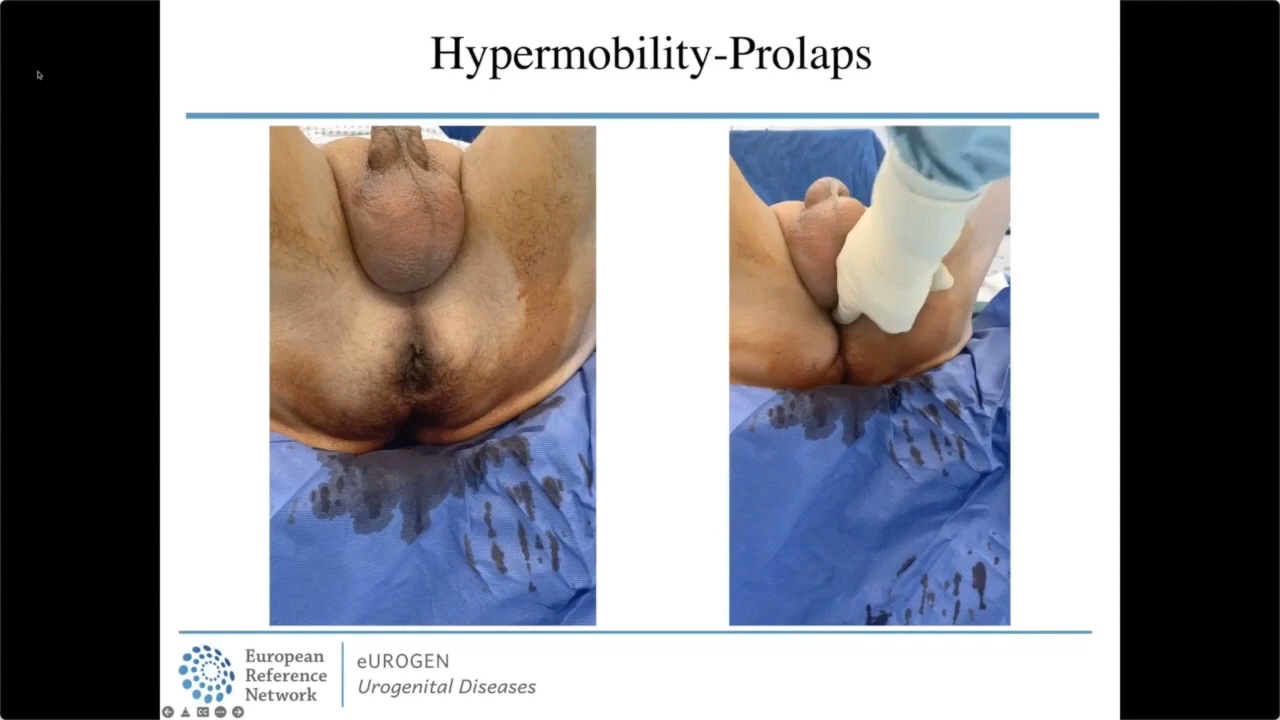 Hypermobility-Prolaps
European
Reference
Network
eUROGEN
Urogenital Diseases